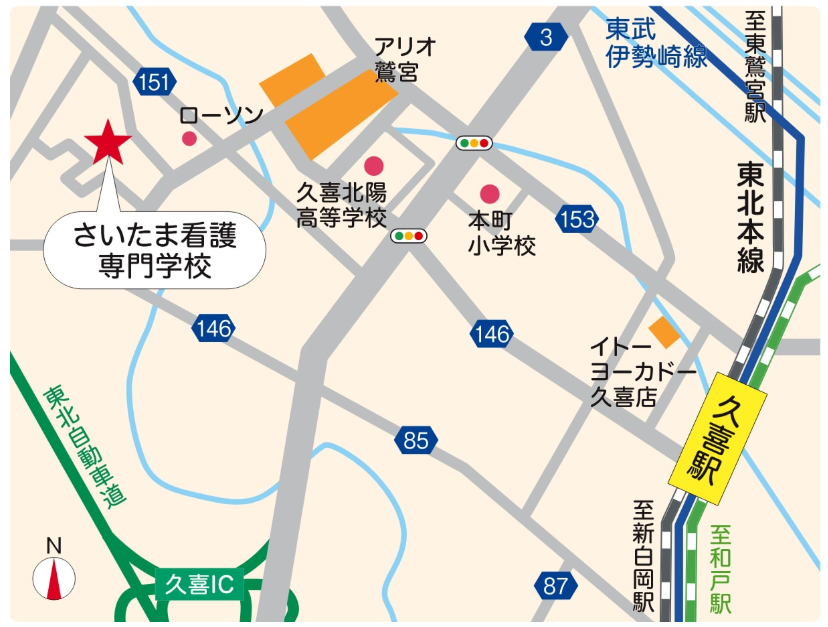 アリオ
鷲宮
3
東武
伊勢崎線
至東鷲宮駅
151
ローソン
久喜北陽
高等学校
本町
小学校
153
東北本線
さいたま看護
専門学校
146
146
イトー
ヨーカドー
久喜店
久喜駅
東北自動車道
85
至新白岡駅
至和戸駅
N
久喜IC
87